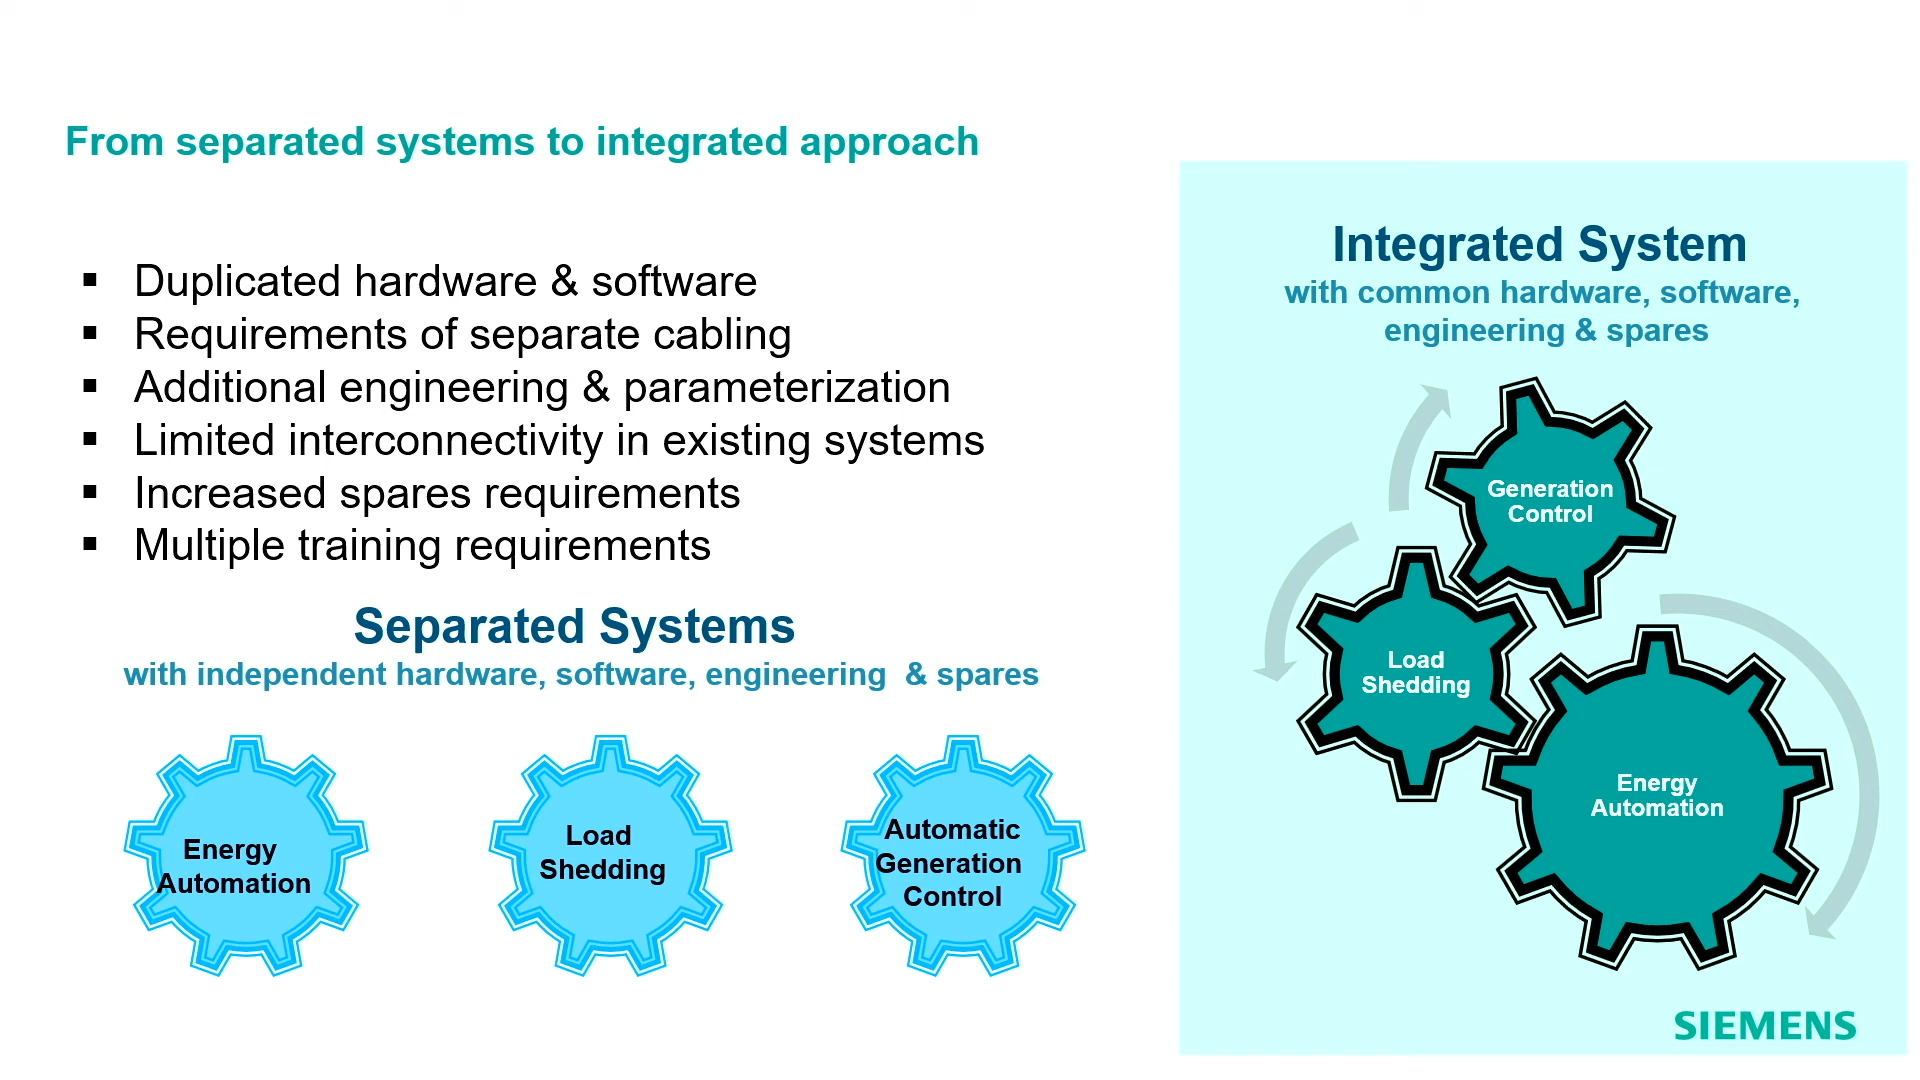 From separated systems to integrated approach
▪ Duplicated hardware & software
▪ Requirements of separate cabling
▪ Additional engineering & parameterization
▪ Limited interconnectivity in existing systems
▪ Increased spares requirements
▪ Multiple training requirements
Separated Systems
with independent hardware, software, engineering & spares
Energy
Automation
Load
Shedding
Automatic
Generation
Control
Integrated System
with common hardware, software,
engineering & spares
Generation
Control
Load
Shedding
Energy
Automation
SIEMENS